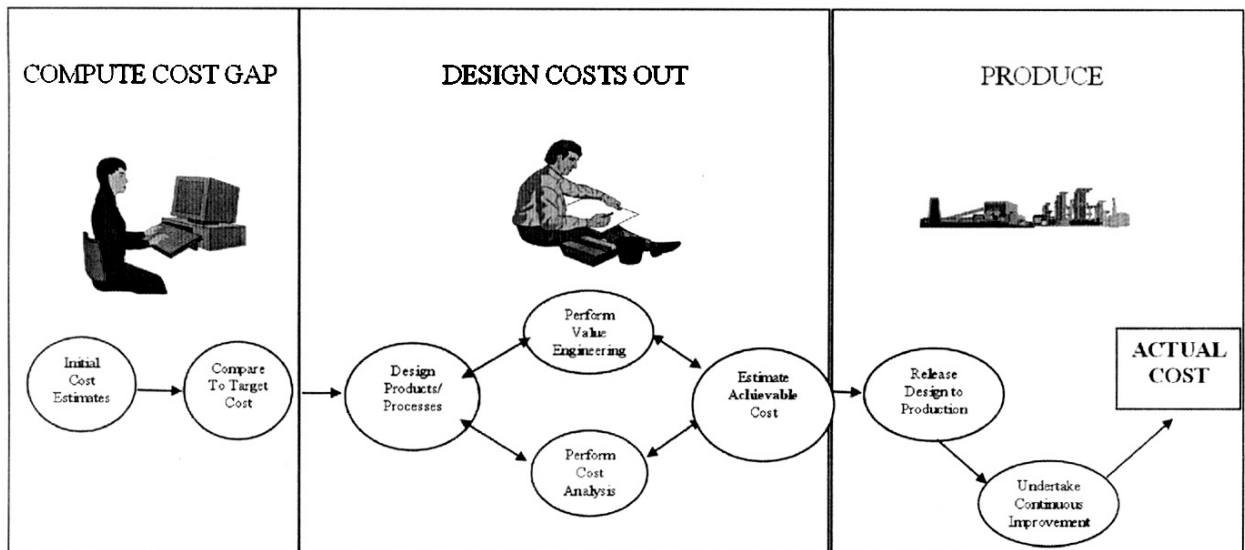 COMPUTE COST GAP
DESIGN COSTS OUT
PRODUCE
Initial
Cost
Estimates
Compare
To Target
Cost
Design
Products/
Processes
Perform
Value
Engineering
Perform
Cost
Analysis
Estimate
Achievable
Cost
Release
Design to
Production
Undertake
Continuous
Improvement
ACTUAL
COST